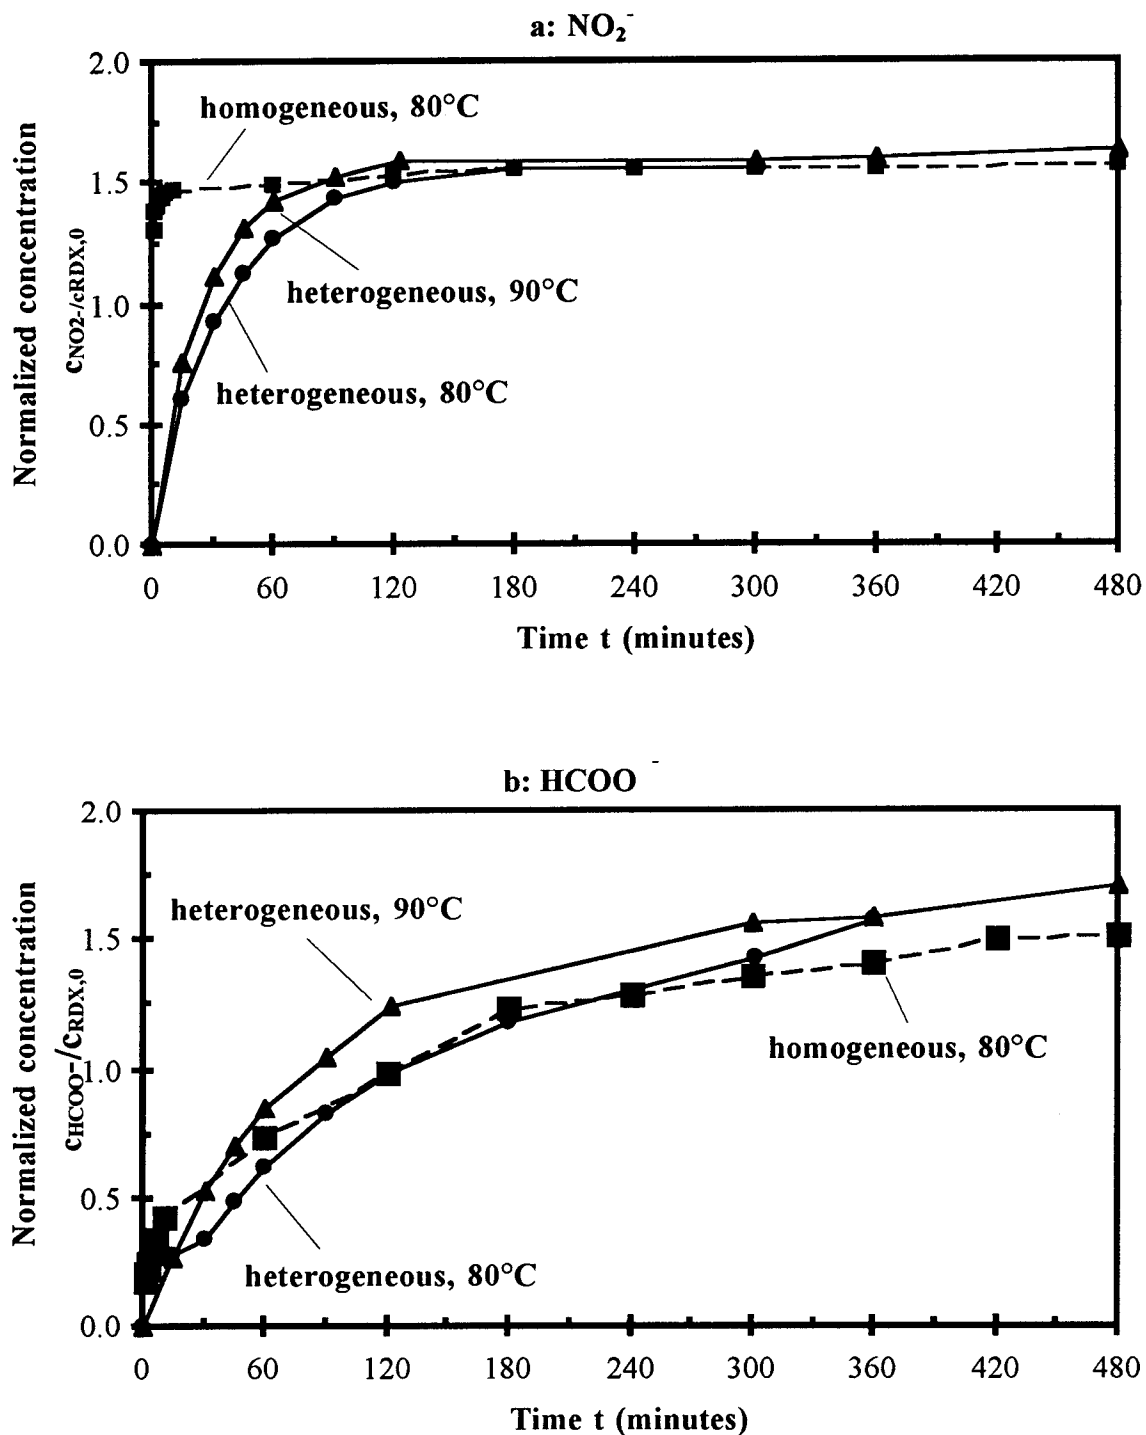 a: NO₂⁻
2.0
homogeneous, 80°C
1.5
heterogeneous, 90°C
1.0
heterogeneous, 80°C
0.5
0.0
0 60 120 180 240 300 360 420 480
Time t (minutes)
Normalized concentration
cNO2-/cRDX,0
b: HCOO⁻
2.0
heterogeneous, 90°C
1.5
homogeneous, 80°C
1.0
0.5
heterogeneous, 80°C
0.0
0 60 120 180 240 300 360 420 480
Time t (minutes)
Normalized concentration
cHCOO-/cRDX,0